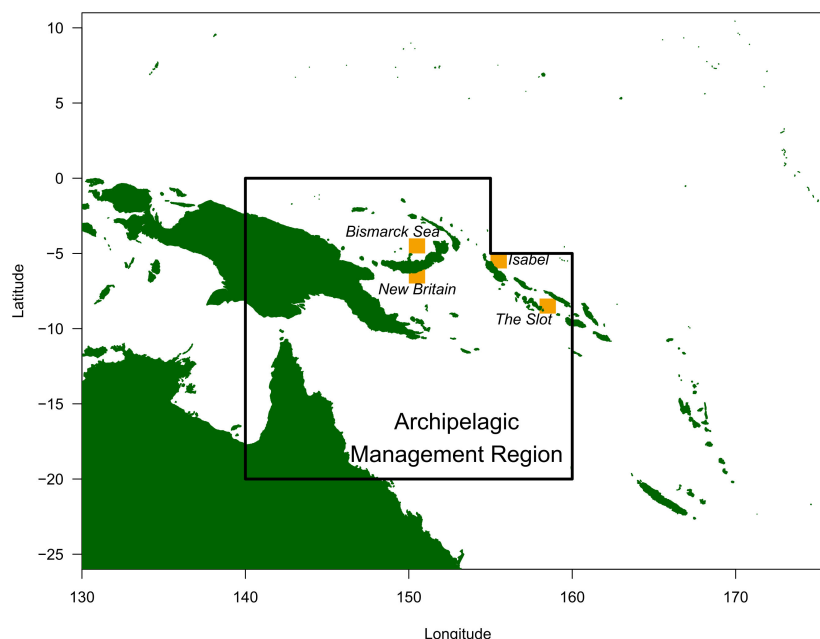 10
5
0
−5
−10
−15
−20
−25
Latitude
Bismarck Sea
Isabel
New Britain
The Slot
Archipelagic
Management Region
130
140
150
160
170
Longitude